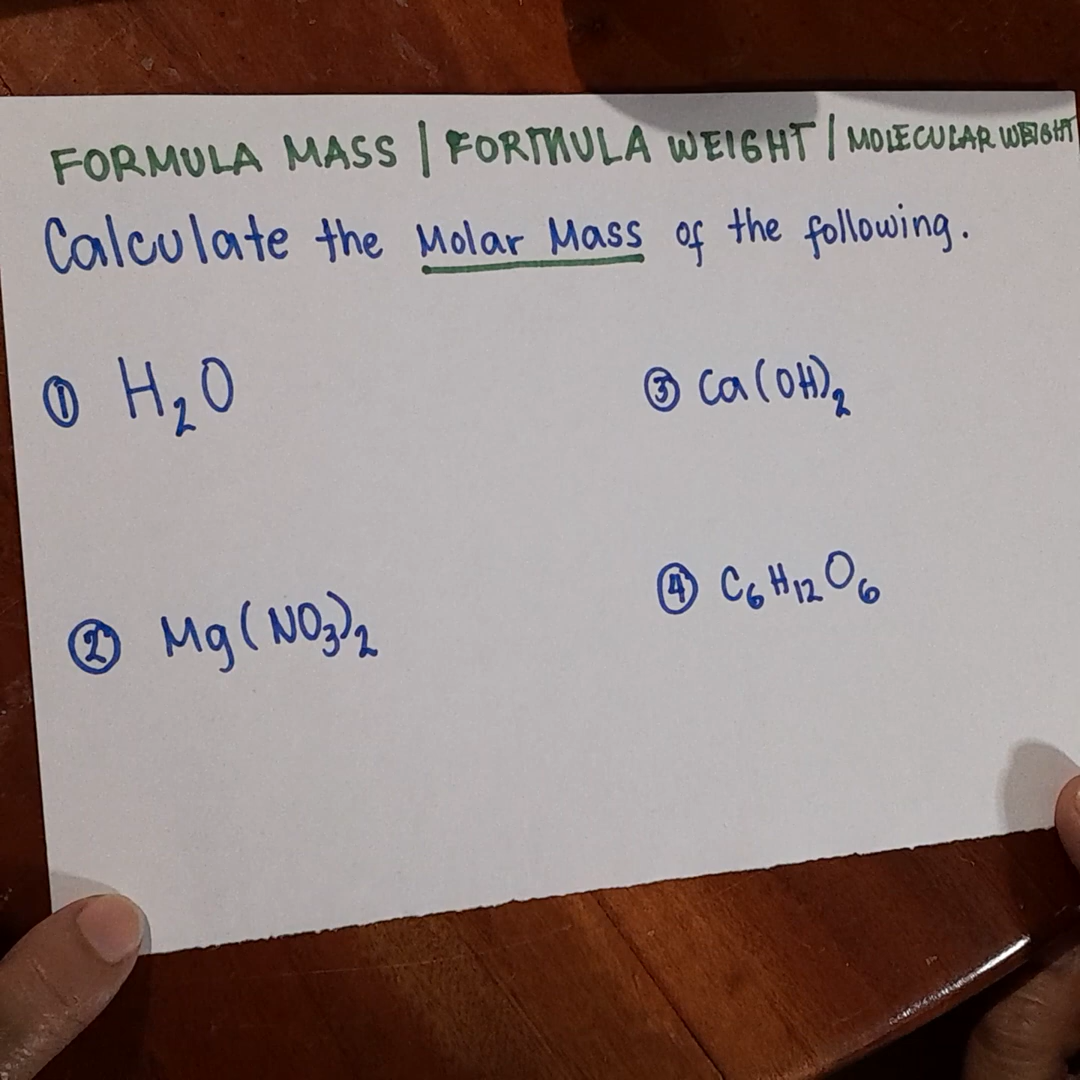 FORMULA MASS | FORMULA WEIGHT | MOLECULAR WEIGHT
Calculate the Molar Mass of the following.
① H₂O
③ Ca(OH)₂
② Mg(NO₃)₂
④ C₆H₁₂O₆